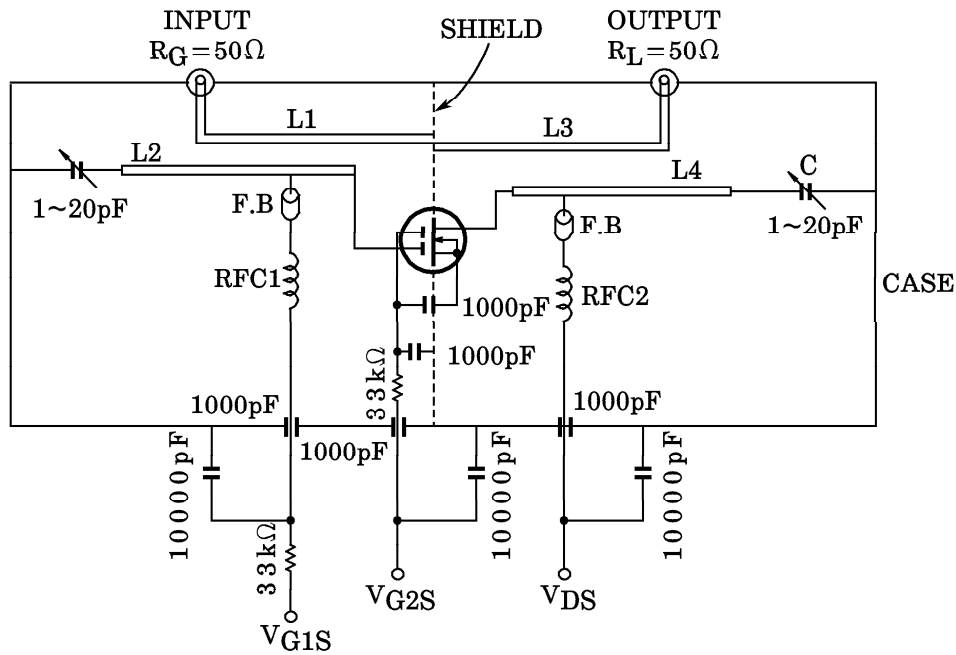 INPUT
RG=50Ω
SHIELD
OUTPUT
RL=50Ω
L1
L3
L2
L4
C
1~20pF
F.B
F.B
1~20pF
RFC1
RFC2
CASE
1000pF
1000pF
33kΩ
1000pF
1000pF
1000pF
10000pF
10000pF
10000pF
33kΩ
VG2S
VDS
VG1S